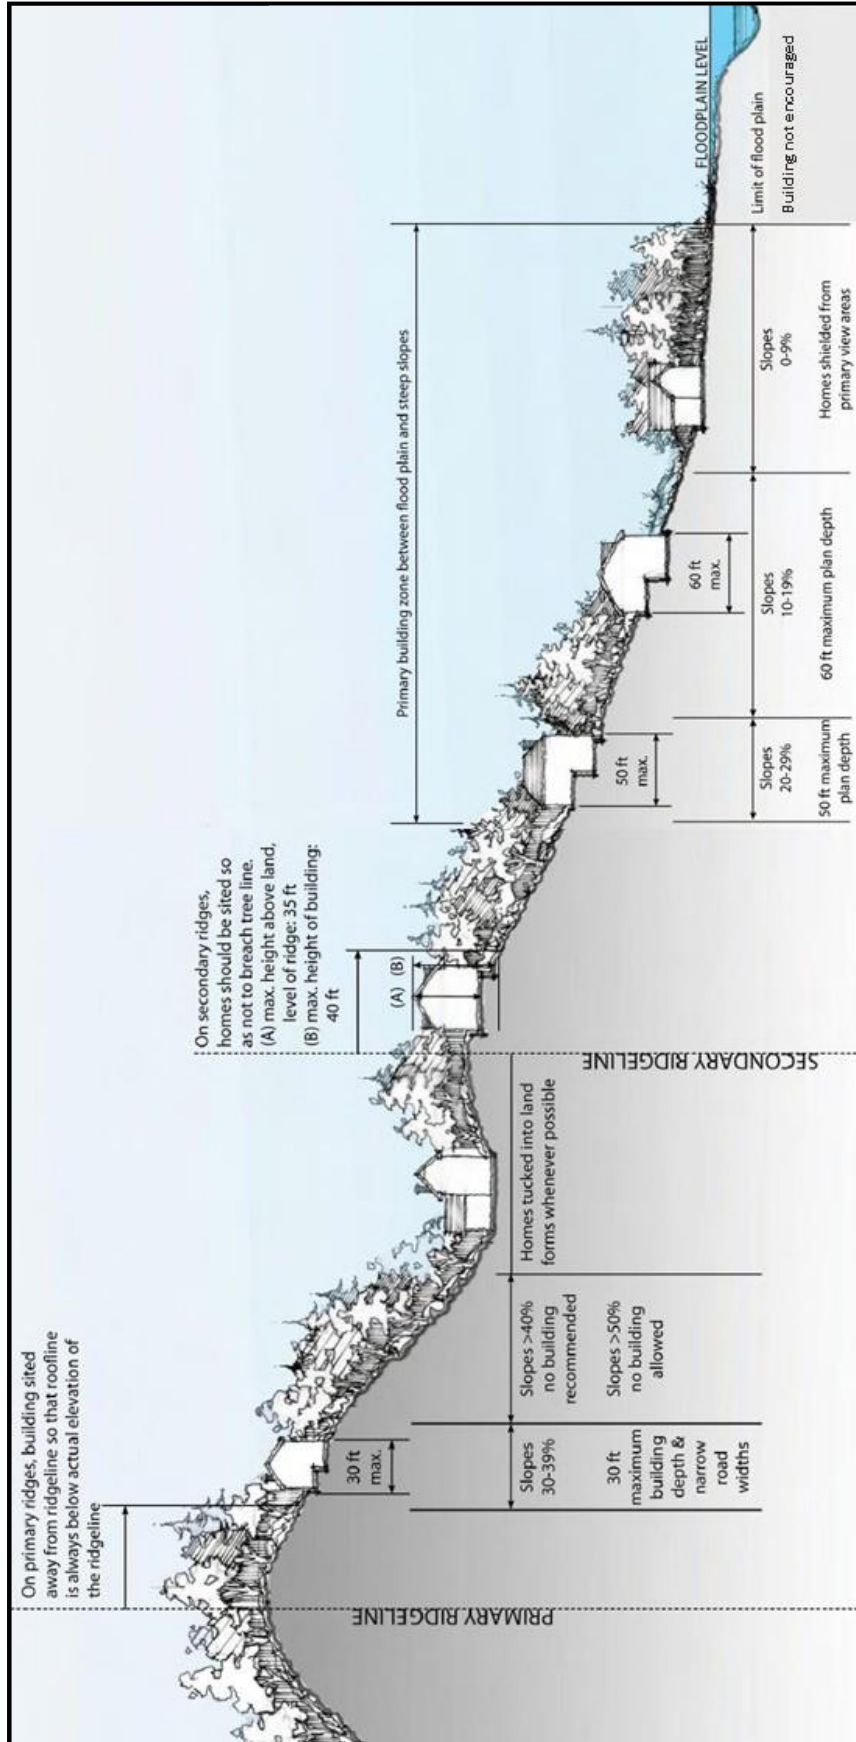 On primary ridges, building sited
away from ridgeline so that roofline
is always below actual elevation of
the ridgeline
On secondary ridges,
homes should be sited so
as not to breach tree line.
(A) max. height above land,
level of ridge: 35 ft
(B) max. height of building:
40 ft
(A) (B)
Primary building zone between flood plain and steep slopes
FLOODPLAIN LEVEL
PRIMARY RIDGELINE
30 ft
max.
Slopes
30-39%
30 ft
maximum
building
depth &
narrow
road
widths
Slopes >40%
no building
recommended
Slopes >50%
no building
allowed
Homes tucked into land
forms whenever possible
SECONDARY RIDGELINE
50 ft
max.
Slopes
20-29%
50 ft maximum
plan depth
60 ft
max.
Slopes
10-19%
60 ft maximum plan depth
Slopes
0-9%
Homes shielded from
primary view areas
Limit of flood plain
Building not encouraged